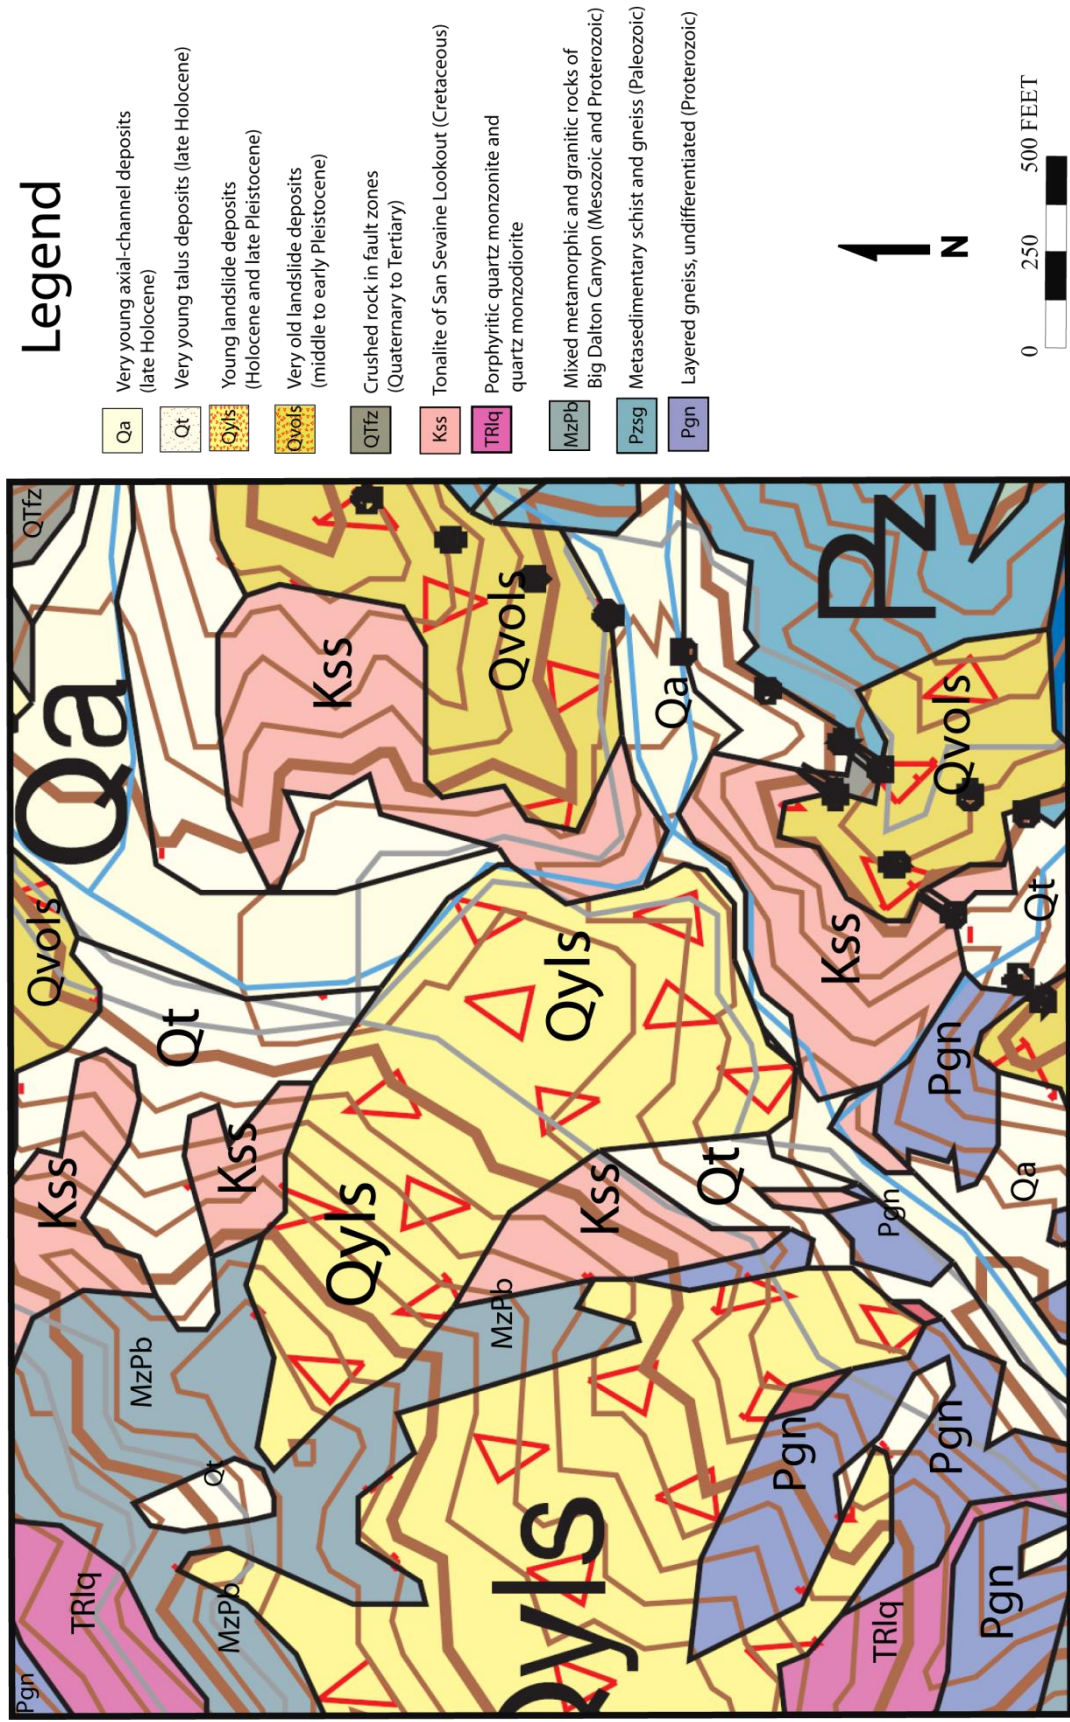 Pgn
TRlq
Kss
Qvols
Qa
QTfz
MzPb
Qt
MzPb
Qt
Kss
Kss
Qyls
MzPb
Qvols
Qyls
Qyls
Kss
Qa
Qt
Pgn
Kss
Pz
TRlq
Pgn
Pgn
Pgn
Qvols
Pgn
Qa
Qt
Legend
Qa Very young axial-channel deposits
(late Holocene)
Qt Very young talus deposits (late Holocene)
Qyls Young landslide deposits
(Holocene and late Pleistocene)
Qvols Very old landslide deposits
(middle to early Pleistocene)
QTfz Crushed rock in fault zones
(Quaternary to Tertiary)
Kss Tonalite of San Sevaine Lookout (Cretaceous)
TRlq Porphyritic quartz monzonite and
quartz monzodiorite
MzPb Mixed metamorphic and granitic rocks of
Big Dalton Canyon (Mesozoic and Proterozoic)
Pzsg Metasedimentary schist and gneiss (Paleozoic)
Pgn Layered gneiss, undifferentiated (Proterozoic)
N
0 250 500 FEET